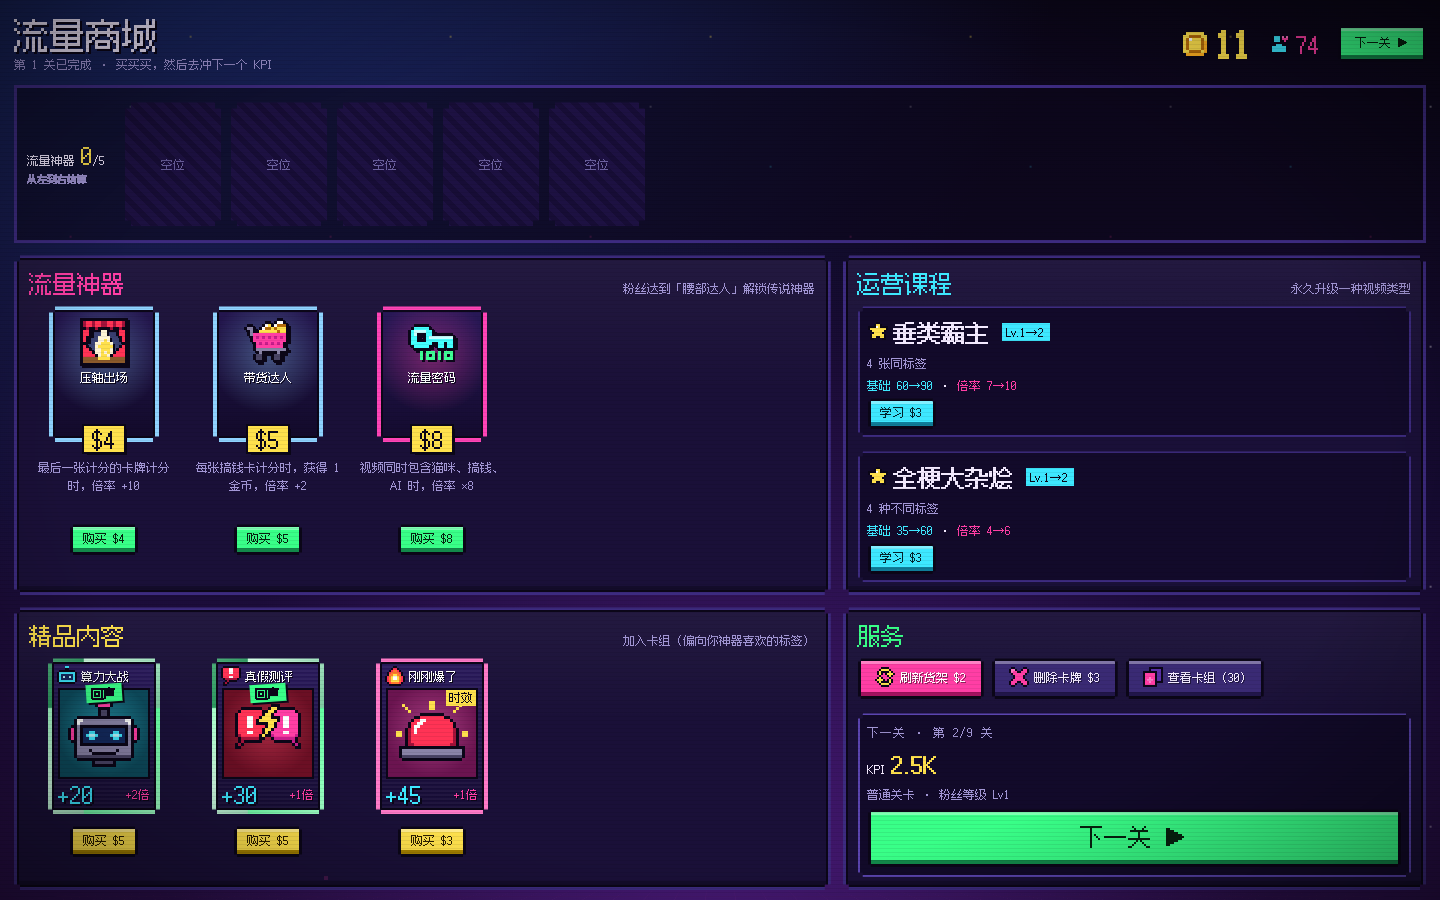 流量商城
第 1 关已完成 · 买买买，然后去冲下一个 KPI
11
74
下一关 ▶
流量神器 0/5
从左到右结算
空位
空位
空位
空位
空位
流量神器
粉丝达到「腰部达人」解锁传说神器
压轴出场
$4
最后一张计分的卡牌计分
时，倍率 +10
购买 $4
带货达人
$5
每张搞钱卡计分时，获得 1
金币，倍率 +2
购买 $5
流量密码
1010
$8
视频同时包含猫咪、搞钱、
AI 时，倍率 ×8
购买 $8
运营课程
永久升级一种视频类型
垂类霸主 Lv.1→2
4 张同标签
基础 60→90 · 倍率 7→10
学习 $3
全梗大杂烩 Lv.1→2
4 种不同标签
基础 35→60 · 倍率 4→6
学习 $3
精品内容
加入卡组（偏向你神器喜欢的标签）
算力大战
+20
+2倍
购买 $5
真假测评
+30
+1倍
购买 $5
刚刚爆了
时效
+45
+1倍
购买 $3
服务
刷新货架 $2
删除卡牌 $3
查看卡组（30）
下一关 · 第 2/9 关
KPI 2.5K
普通关卡 · 粉丝等级 Lv1
下一关 ▶